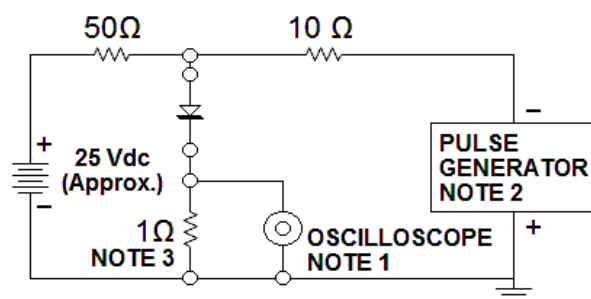 50Ω
10 Ω
+
25 Vdc
(Approx.)
−
−
PULSE
GENERATOR
NOTE 2
+
1Ω
NOTE 3
OSCILLOSCOPE
NOTE 1